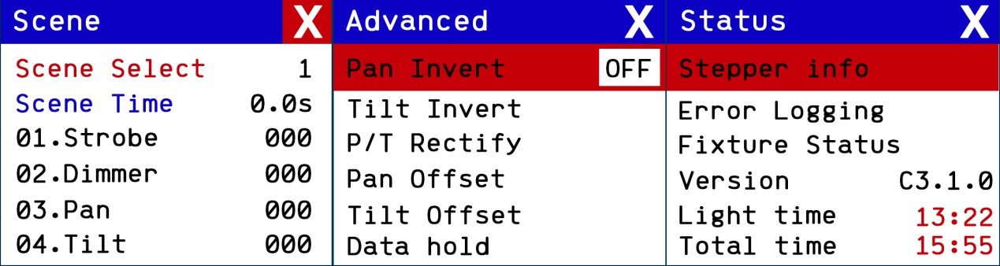 Scene X
Scene Select 1
Scene Time 0.0s
01.Strobe 000
02.Dimmer 000
03.Pan 000
04.Tilt 000
Advanced X
Pan Invert OFF
Tilt Invert
P/T Rectify
Pan Offset
Tilt Offset
Data hold
Status X
Stepper info
Error Logging
Fixture Status
Version C3.1.0
Light time 13:22
Total time 15:55